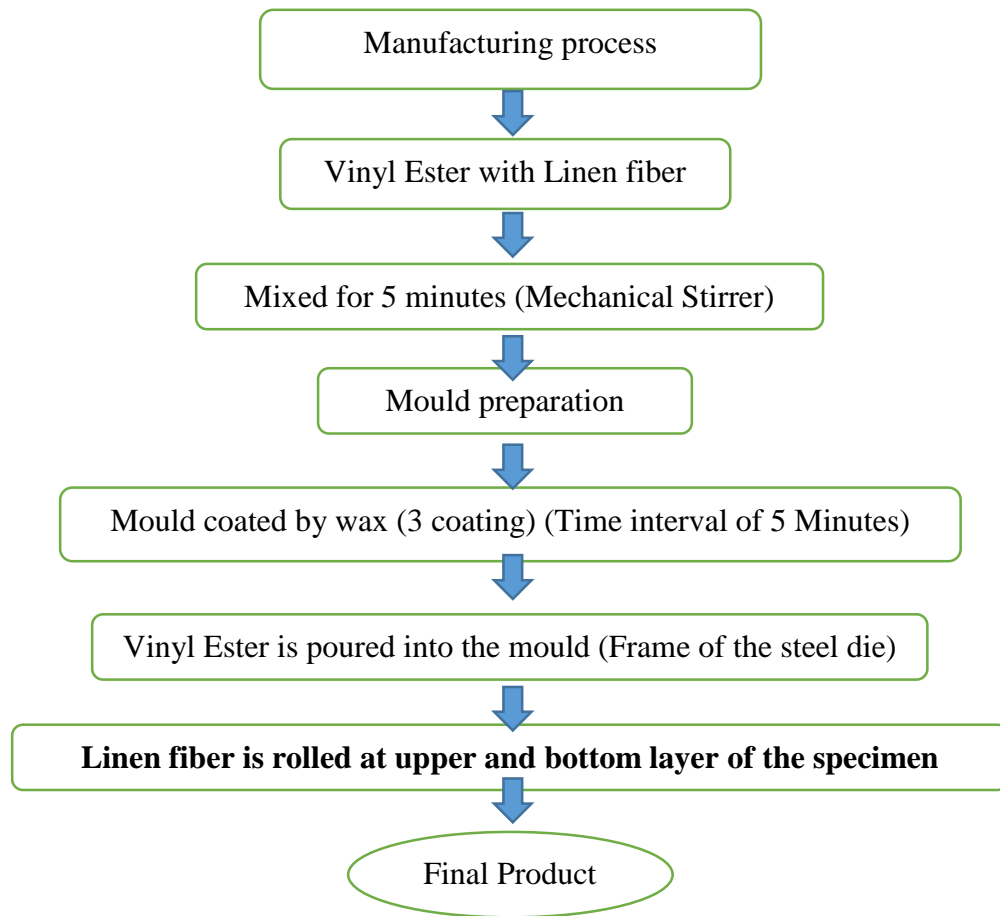 Manufacturing process
Vinyl Ester with Linen fiber
Mixed for 5 minutes (Mechanical Stirrer)
Mould preparation
Mould coated by wax (3 coating) (Time interval of 5 Minutes)
Vinyl Ester is poured into the mould (Frame of the steel die)
Linen fiber is rolled at upper and bottom layer of the specimen
Final Product